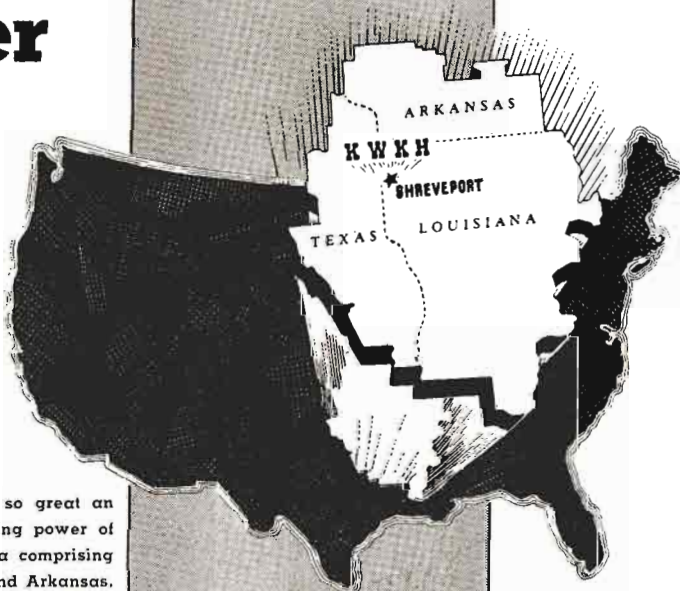 er
ARKANSAS
KWKH
SHREVEPORT
TEXAS
LOUISIANA
so great an
ng power of
a comprising
nd Arkansas,